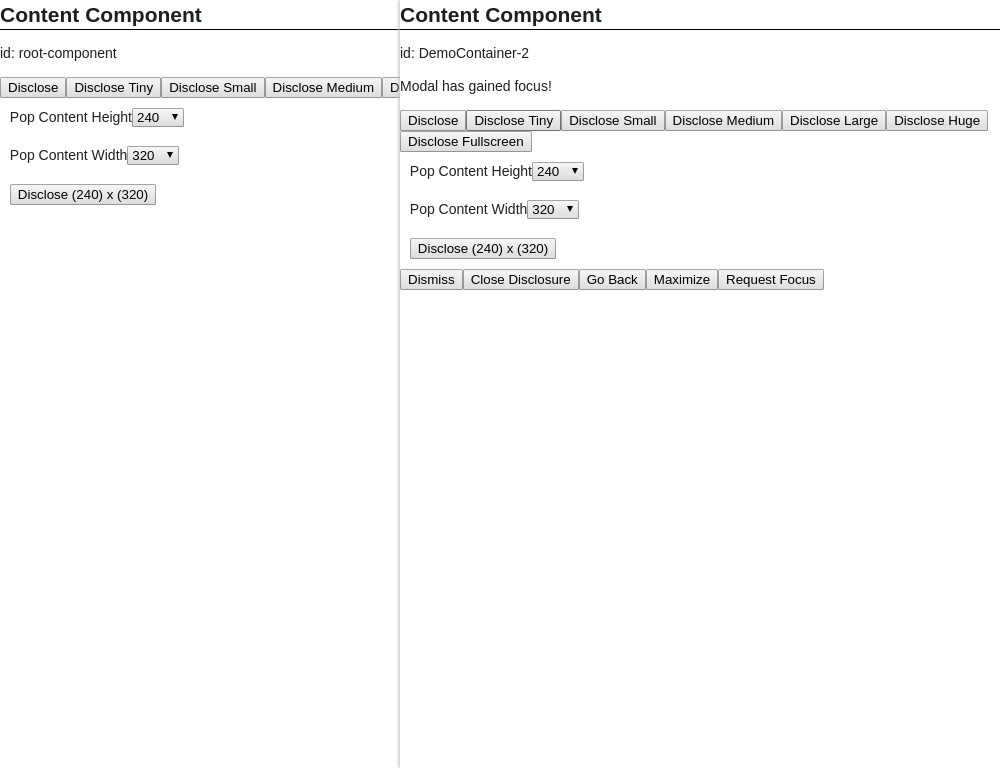 Content Component
id: root-component
Disclose Disclose Tiny Disclose Small Disclose Medium D
Pop Content Height 240
Pop Content Width 320
Disclose (240) x (320)
Content Component
id: DemoContainer-2
Modal has gained focus!
Disclose Disclose Tiny Disclose Small Disclose Medium Disclose Large Disclose Huge
Disclose Fullscreen
Pop Content Height 240
Pop Content Width 320
Disclose (240) x (320)
Dismiss Close Disclosure Go Back Maximize Request Focus